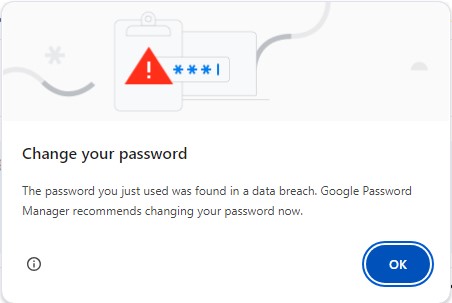 ***|
Change your password
The password you just used was found in a data breach. Google Password
Manager recommends changing your password now.
OK